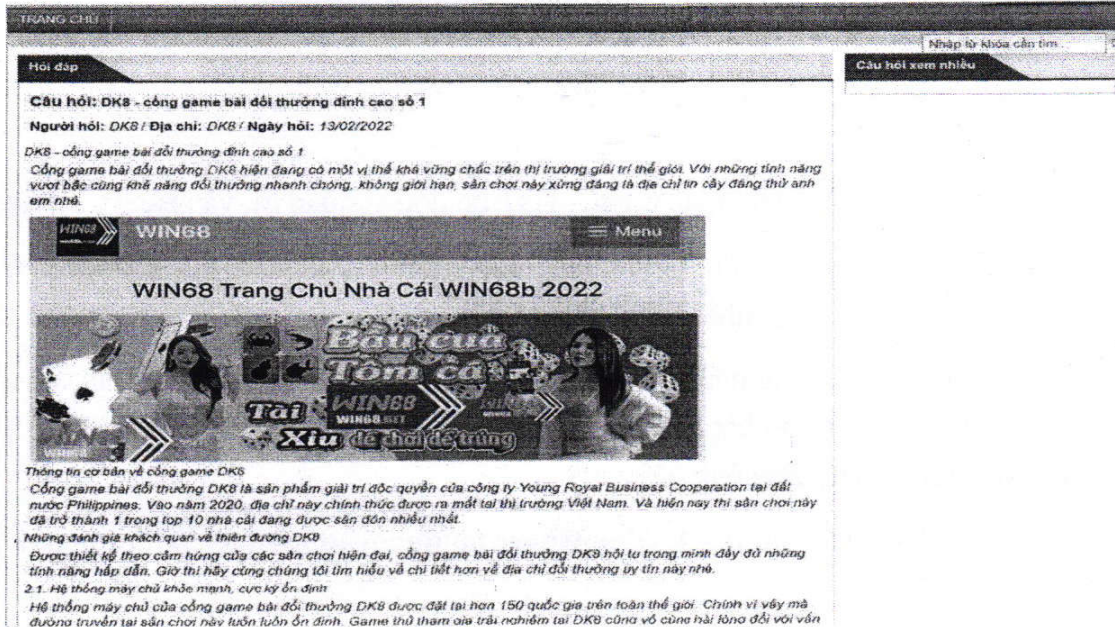 TRANG CHỦ
Nhập từ khóa cần tìm
Hỏi đáp
Câu hỏi xem nhiều
Câu hỏi: DK8 - cổng game bài đổi thưởng đỉnh cao số 1
Người hỏi: DK8 / Địa chỉ: DK8 / Ngày hỏi: 13/02/2022
DK8 - cổng game bài đổi thưởng đỉnh cao số 1
Cổng game bài đổi thưởng DK8 hiện đang có một vị thế khá vững chắc trên thị trường giải trí thế giới. Với những tính năng
vượt bậc cùng khả năng đổi thưởng nhanh chóng, không giới hạn, sân chơi này xứng đáng là địa chỉ tin cậy đáng thử anh
em nhé.
WIN68
WIN68
Menu
WIN68 Trang Chủ Nhà Cái WIN68b 2022
Bầu cua
Tôm cá
Tài
Xỉu
WIN68
WIN68.BET
dễ chơi dễ trúng
WIN68
Thông tin cơ bản về cổng game DK8
Cổng game bài đổi thưởng DK8 là sản phẩm giải trí độc quyền của công ty Young Royal Business Cooperation tại đất
nước Philippines. Vào năm 2020, địa chỉ này chính thức được ra mắt tại thị trường Việt Nam. Và hiện nay thì sân chơi này
đã trở thành 1 trong top 10 nhà cái đang được săn đón nhiều nhất.
Những đánh giá khách quan về thiên đường DK8
Được thiết kế theo cảm hứng của các sân chơi hiện đại, cổng game bài đổi thưởng DK8 hội tụ trong mình đầy đủ những
tính năng hấp dẫn. Giờ thì hãy cùng chúng tôi tìm hiểu về chi tiết hơn về địa chỉ đổi thưởng uy tín này nhé.
2.1. Hệ thống máy chủ khỏe mạnh, cực kỳ ổn định
Hệ thống máy chủ của cổng game bài đổi thưởng DK8 được đặt tại hơn 150 quốc gia trên toàn thế giới. Chính vì vậy mà
đường truyền tại sân chơi này luôn luôn ổn định. Game thủ tham gia trải nghiệm tại DK8 cũng vô cùng hài lòng đối với vấn